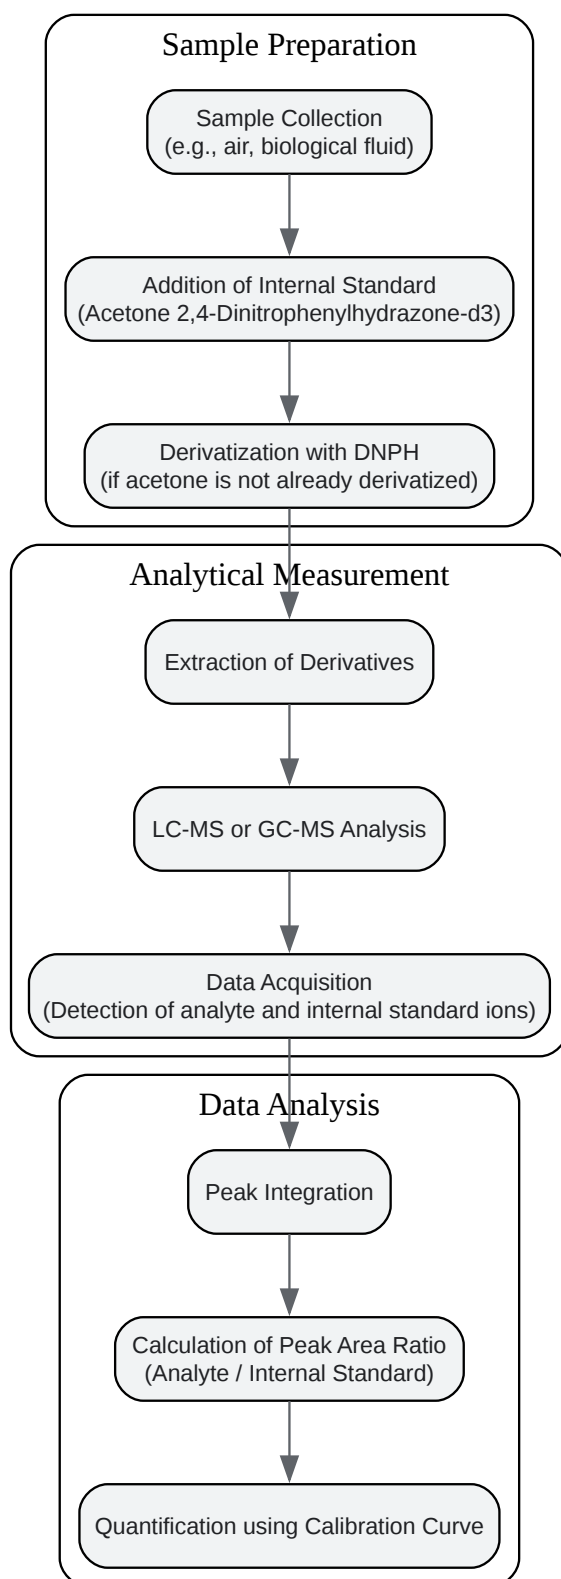 Sample Preparation
Sample Collection
(e.g., air, biological fluid)
Addition of Internal Standard
(Acetone 2,4-Dinitrophenylhydrazone-d3)
Derivatization with DNPH
(if acetone is not already derivatized)
Analytical Measurement
Extraction of Derivatives
LC-MS or GC-MS Analysis
Data Acquisition
(Detection of analyte and internal standard ions)
Data Analysis
Peak Integration
Calculation of Peak Area Ratio
(Analyte / Internal Standard)
Quantification using Calibration Curve